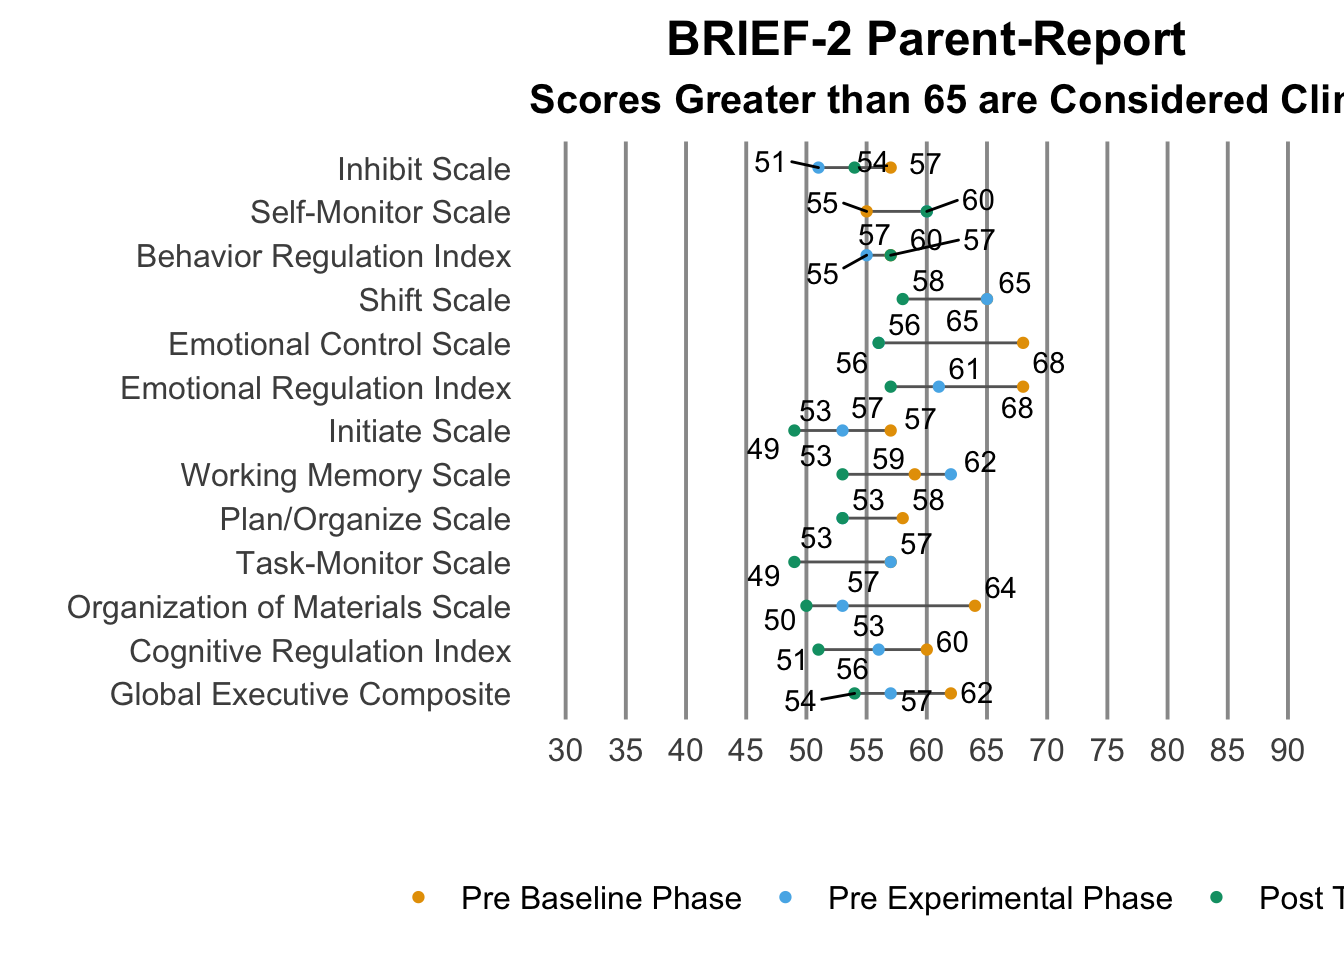 BRIEF-2 Parent-Report
Scores Greater than 65 are Considered
Inhibit Scale 51 54 57
Self-Monitor Scale 55 60
57 60 57
Behavior Regulation Index
55
58 65
Shift Scale
56 65
Emotional Control Scale
56 61 68
Emotional Regulation Index
53 57 57 68
Initiate Scale
49 53 59 62
Working Memory Scale
53 58
Plan/Organize Scale
53 57
Task-Monitor Scale
49 57 64
Organization of Materials Scale
50 53 60
Cognitive Regulation Index
51 56
Global Executive Composite 54 57 62
30 35 40 45 50 55 60 65 70 75 80 85 90
Pre Baseline Phase Pre Experimental Phase Post